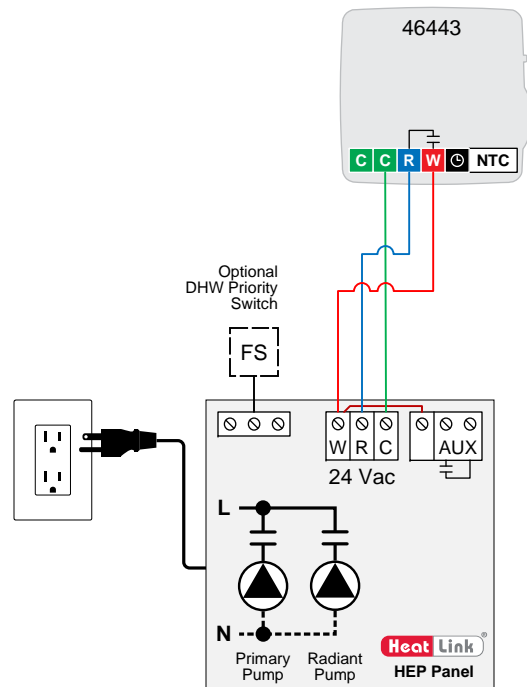 46443
C C R W NTC
Optional
DHW Priority
Switch
FS
W R C AUX
24 Vac
L
N
Primary
Pump
Radiant
Pump
Heat Link®
HEP Panel